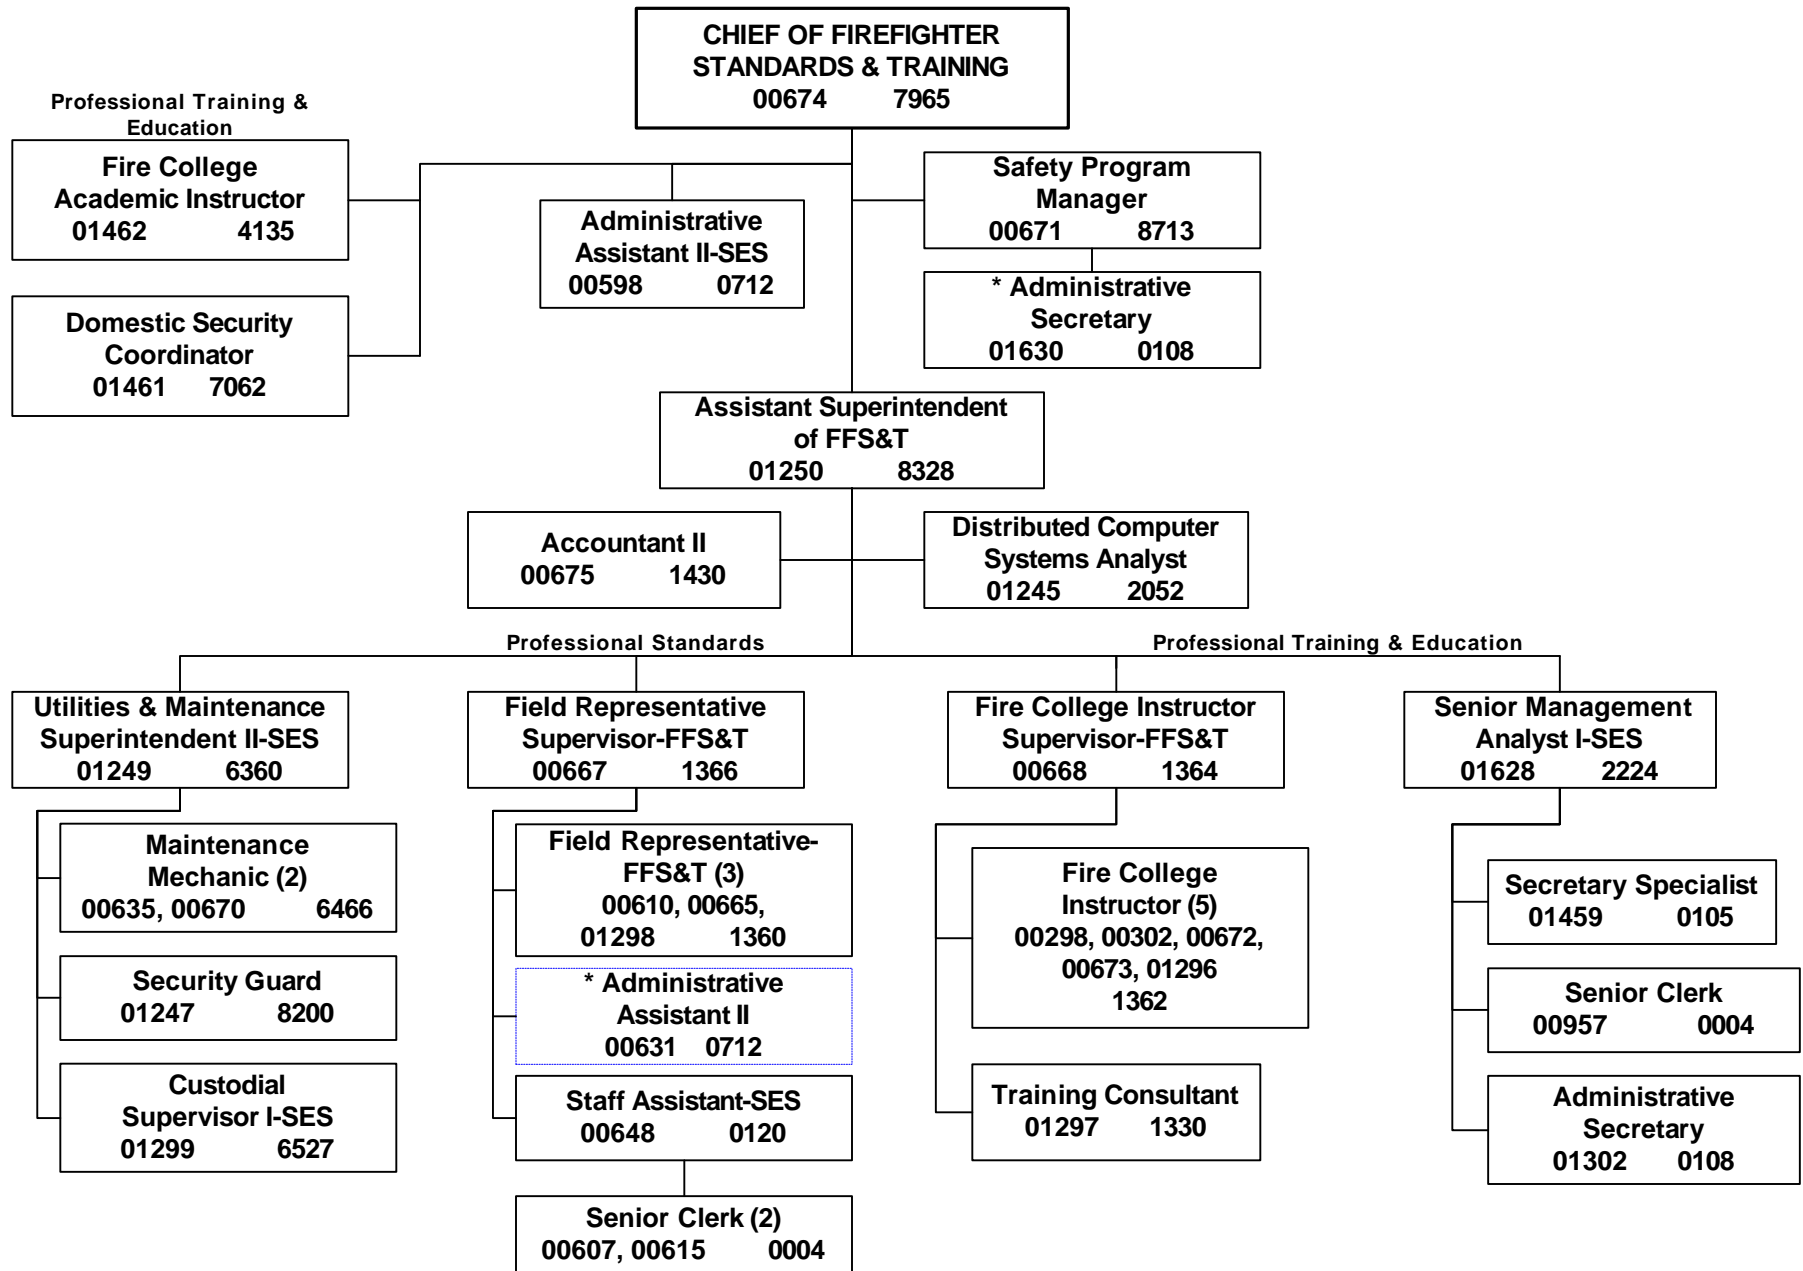 CHIEF OF FIREFIGHTER
STANDARDS & TRAINING
00674 7965
Professional Training &
Education
Fire College
Academic Instructor
01462 4135
Administrative
Assistant II-SES
00598 0712
Safety Program
Manager
00671 8713
* Administrative
Secretary
01630 0108
Domestic Security
Coordinator
01461 7062
Assistant Superintendent
of FFS&T
01250 8328
Accountant II
00675 1430
Distributed Computer
Systems Analyst
01245 2052
Professional Standards
Professional Training & Education
Utilities & Maintenance
Superintendent II-SES
01249 6360
Maintenance
Mechanic (2)
00635, 00670 6466
Security Guard
01247 8200
Custodial
Supervisor I-SES
01299 6527
Field Representative
Supervisor-FFS&T
00667 1366
Field Representative-
FFS&T (3)
00610, 00665,
01298 1360
* Administrative
Assistant II
00631 0712
Staff Assistant-SES
00648 0120
Senior Clerk (2)
00607, 00615 0004
Fire College Instructor
Supervisor-FFS&T
00668 1364
Fire College
Instructor (5)
00298, 00302, 00672,
00673, 01296
1362
Training Consultant
01297 1330
Senior Management
Analyst I-SES
01628 2224
Secretary Specialist
01459 0105
Senior Clerk
00957 0004
Administrative
Secretary
01302 0108